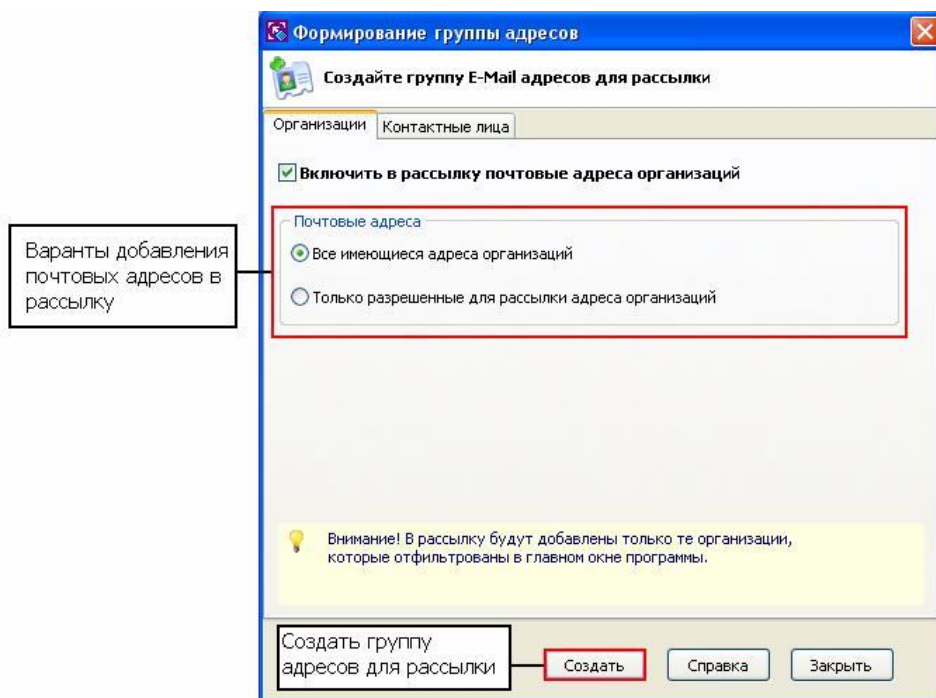 Формирование группы адресов
Создайте группу E-Mail адресов для рассылки
Организации
Контактные лица
Включить в рассылку почтовые адреса организаций
Почтовые адреса
Все имеющиеся адреса организаций
Только разрешенные для рассылки адреса организаций
Варанты добавления
почтовых адресов в
рассылку
Внимание! В рассылку будут добавлены только те организации,
которые отфильтрованы в главном окне программы.
Создать группу
адресов для рассылки
Создать
Справка
Закрыть